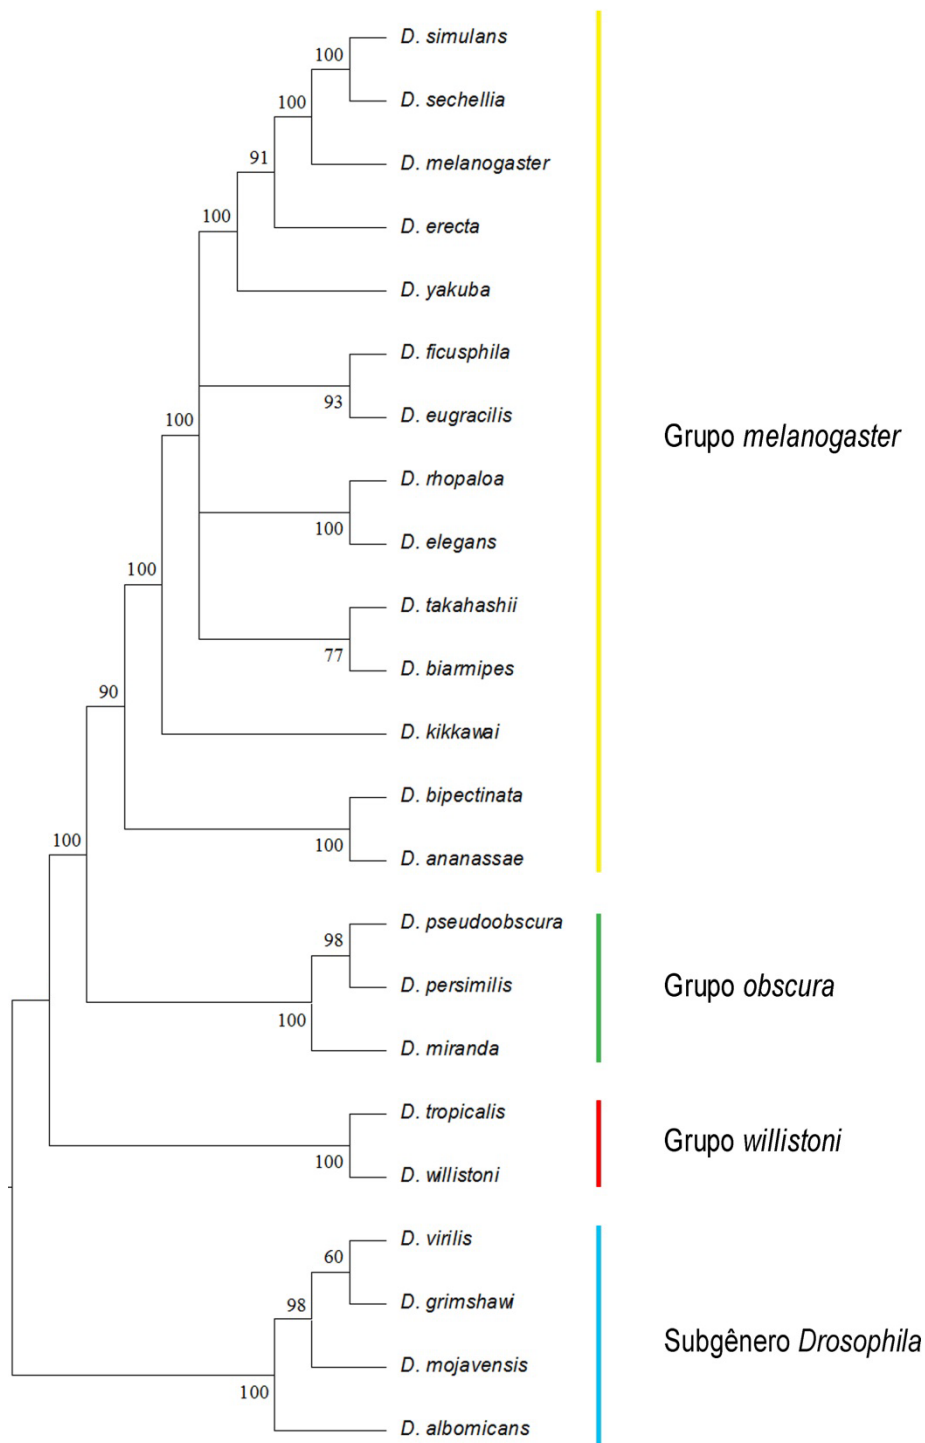 100
D. simulans
D. sechellia
100
D. melanogaster
91
D. erecta
100
D. yakuba
D. ficusphila
93
D. eugracilis
100
D. rhopaloa
100
D. elegans
D. takahashii
77
D. biarmipes
100
D. kikkawai
90
D. bipectinata
100
D. ananassae
100
Grupo melanogaster
D. pseudoobscura
98
D. persimilis
100
D. miranda
Grupo obscura
D. tropicalis
100
D. willistoni
Grupo willistoni
D. virilis
60
D. grimshawi
98
D. mojavensis
100
D. albomicans
Subgênero Drosophila